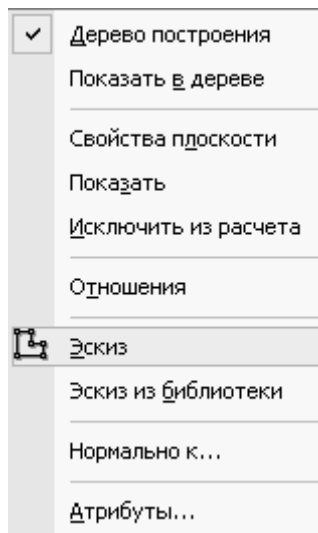 Дерево построения
Показать в дереве
Свойства плоскости
Показать
Исключить из расчета
Отношения
Эскиз
Эскиз из библиотеки
Нормально к...
Атрибуты...